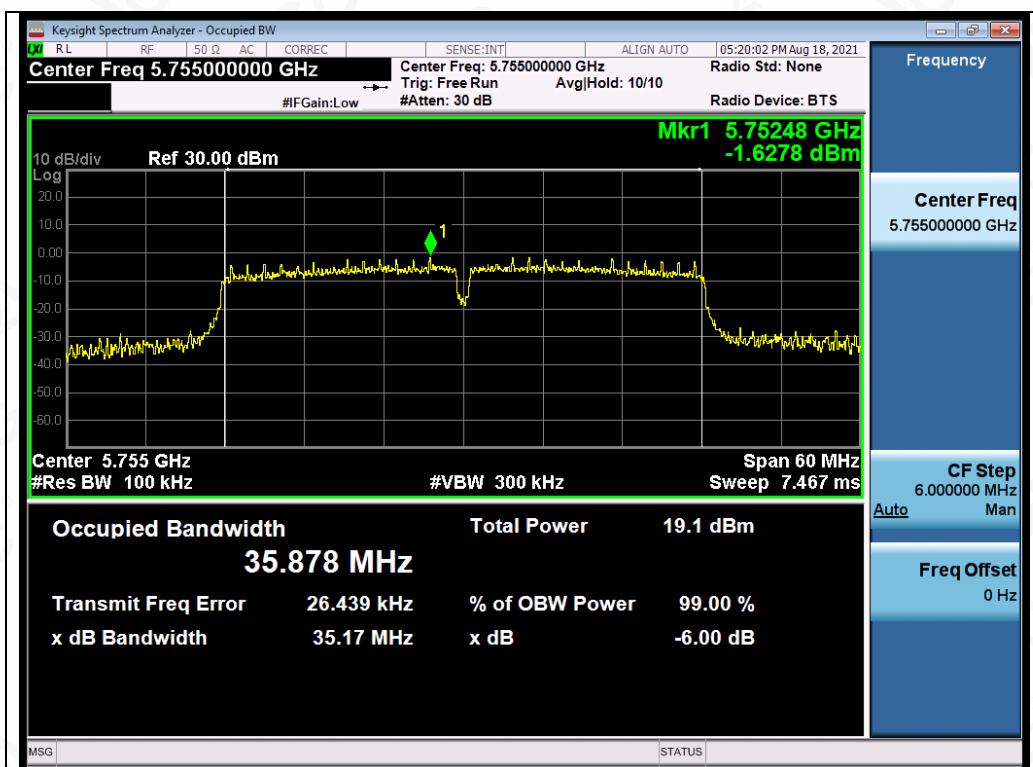 Keysight Spectrum Analyzer - Occupied BW
LXI RL RF 50 Ω AC CORREC SENSE:INT ALIGN AUTO 05:20:02 PM Aug 18, 2021
Center Freq 5.755000000 GHz
Center Freq: 5.755000000 GHz Radio Std: None
Trig: Free Run Avg|Hold: 10/10
#IFGain:Low #Atten: 30 dB Radio Device: BTS
Frequency
Mkr1 5.75248 GHz
-1.6278 dBm
10 dB/div Ref 30.00 dBm
Log
20.0
10.0
0.00
-10.0
-20.0
-30.0
-40.0
-50.0
-60.0
1
Center 5.755 GHz Span 60 MHz
#Res BW 100 kHz #VBW 300 kHz Sweep 7.467 ms
Occupied Bandwidth Total Power 19.1 dBm
35.878 MHz
Transmit Freq Error 26.439 kHz % of OBW Power 99.00 %
x dB Bandwidth 35.17 MHz x dB -6.00 dB
Center Freq
5.755000000 GHz
CF Step
6.000000 MHz
Auto Man
Freq Offset
0 Hz
MSG STATUS